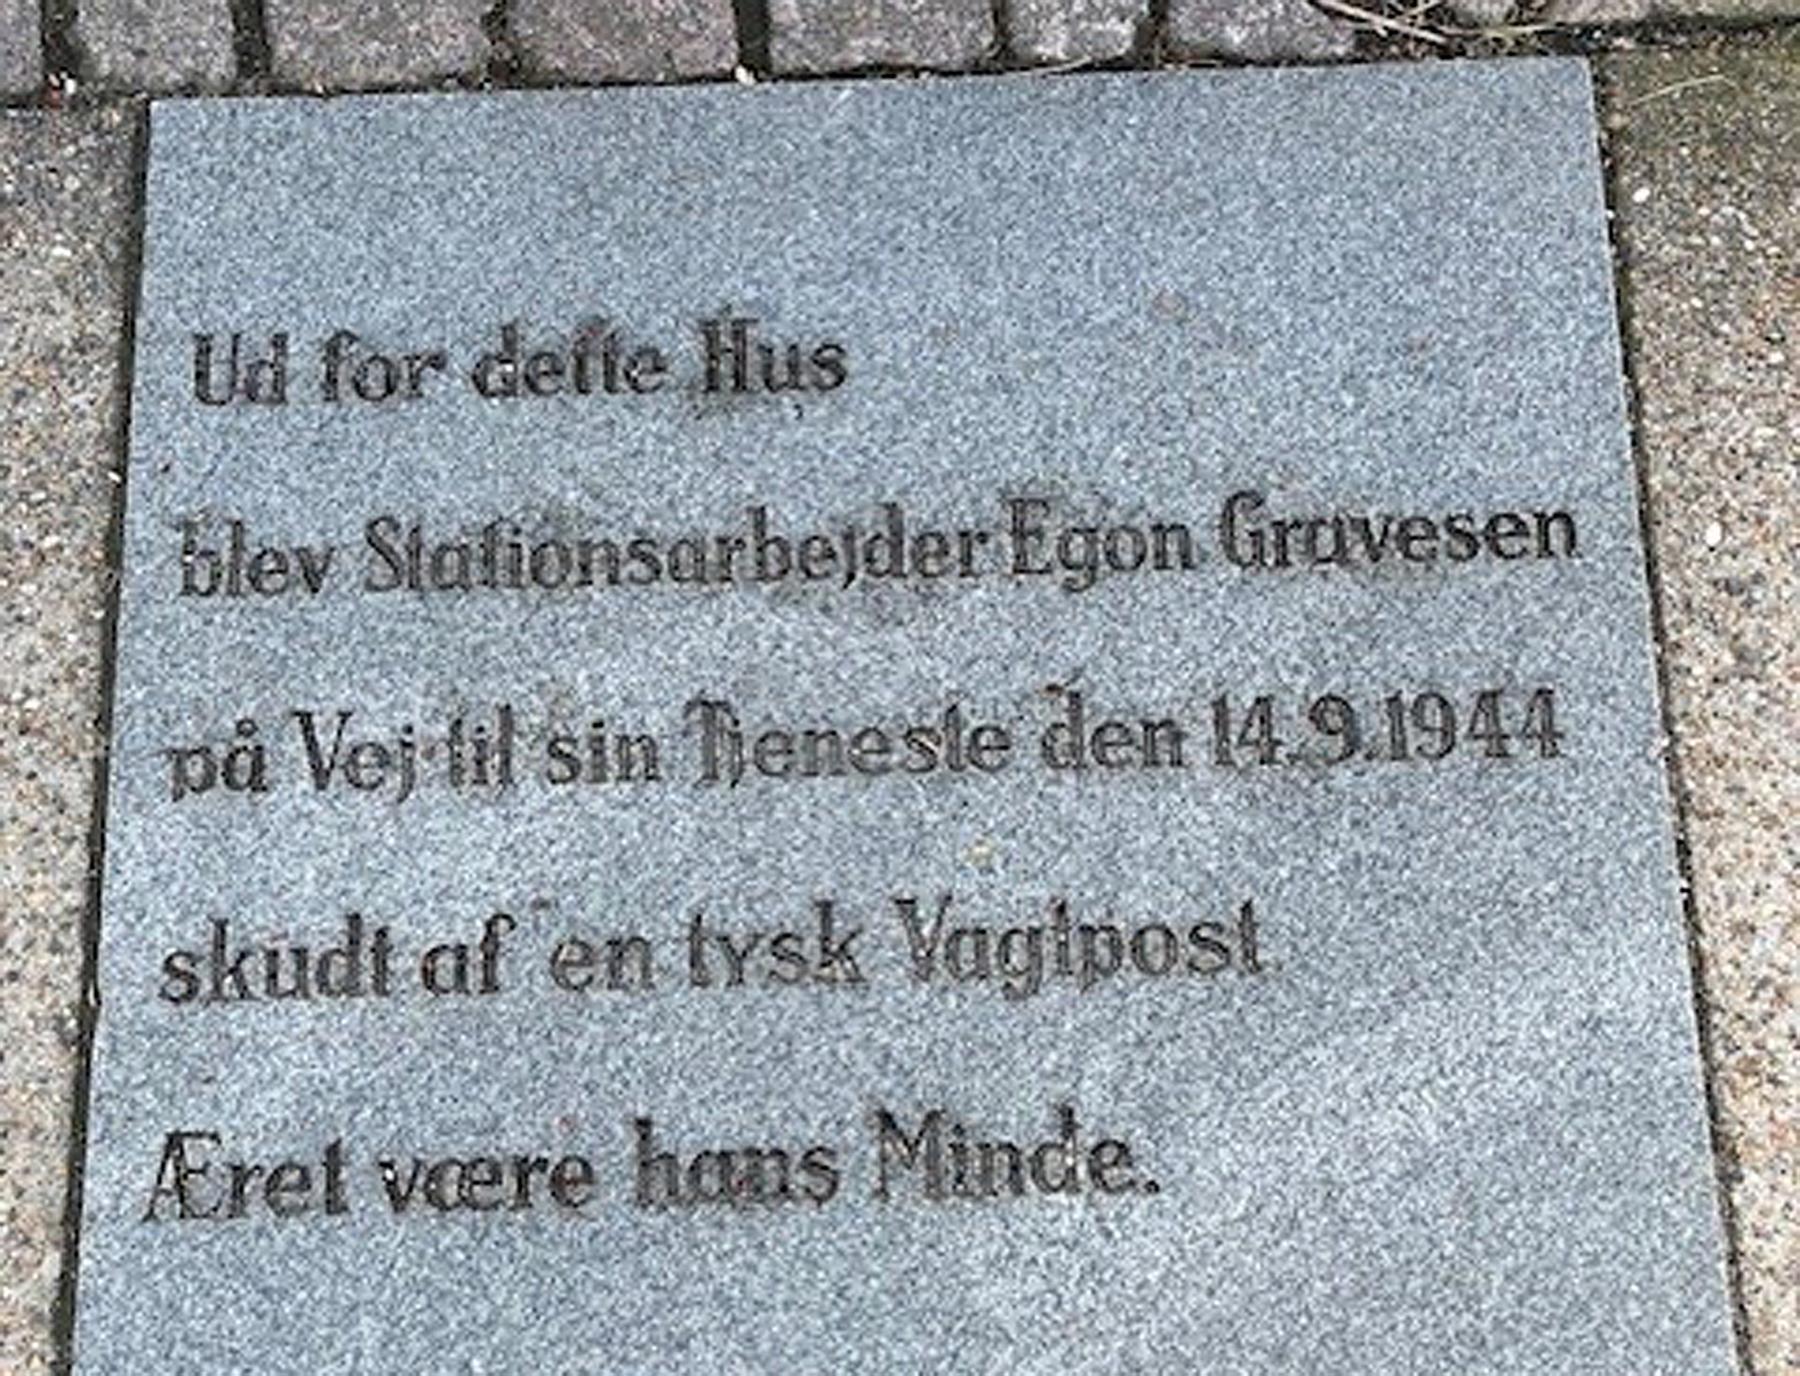 Ud for dette Hus
blev Stationsarbejder Egon Gravesen
på Vej til sin Tjeneste den 14.9.1944
skudt af en tysk Vagtpost
Æret være hans Minde.